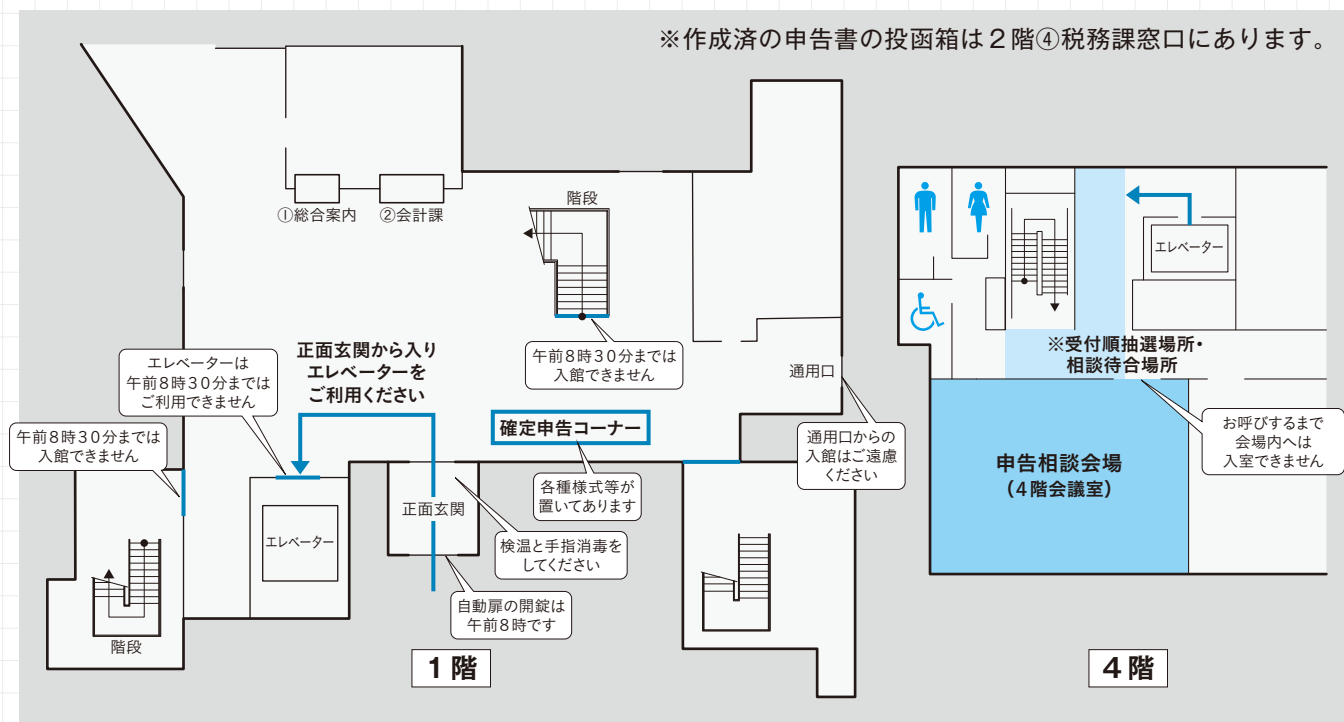 ※作成済の申告書の投函箱は2階④税務課窓口にあります。
①総合案内
②会計課
階段
午前8時30分までは
入館できません
通用口
通用口からの
入館はご遠慮
ください
正面玄関から入り
エレベーターを
ご利用ください
エレベーターは
午前8時30分までは
ご利用できません
午前8時30分までは
入館できません
確定申告コーナー
各種様式等が
置いてあります
正面玄関
検温と手指消毒を
してください
自動扉の開錠は
午前8時です
エレベーター
階段
1階
エレベーター
※受付順抽選場所・
相談待合場所
お呼びするまで
会場内へは
入室できません
申告相談会場
(4階会議室)
4階